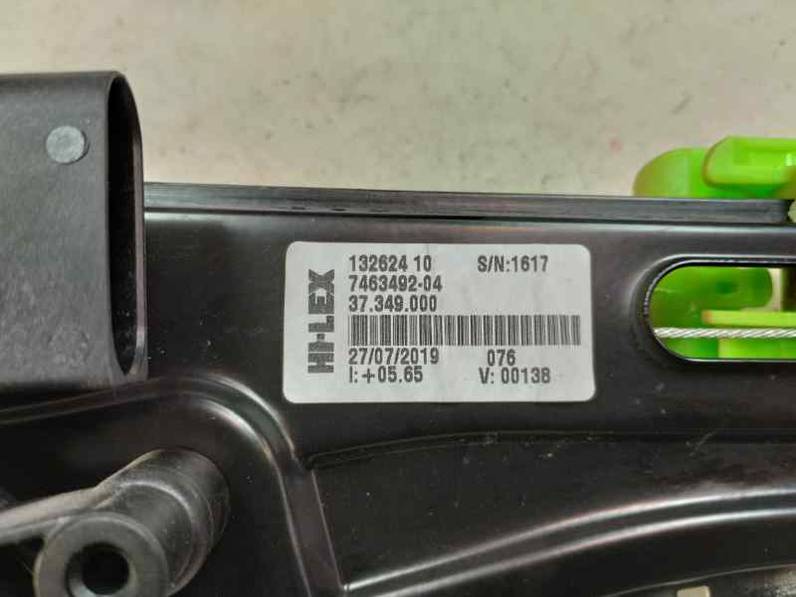 HI-LEX
132624 10 S/N:1617
7463492-04
37.349.000
27/07/2019 076
I:+05.65 V: 00138